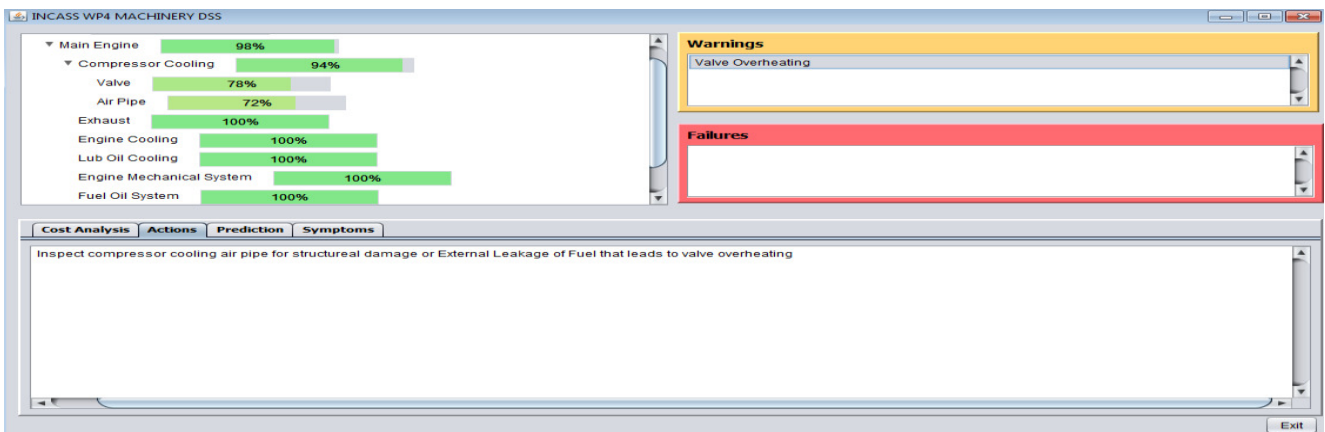 INCASS WP4 MACHINERY DSS
Main Engine 98%
Compressor Cooling 94%
Valve 78%
Air Pipe 72%
Exhaust 100%
Engine Cooling 100%
Lub Oil Cooling 100%
Engine Mechanical System 100%
Fuel Oil System 100%
Warnings
Valve Overheating
Failures
Cost Analysis Actions Prediction Symptoms
Inspect compressor cooling air pipe for structureal damage or External Leakage of Fuel that leads to valve overheating
Exit